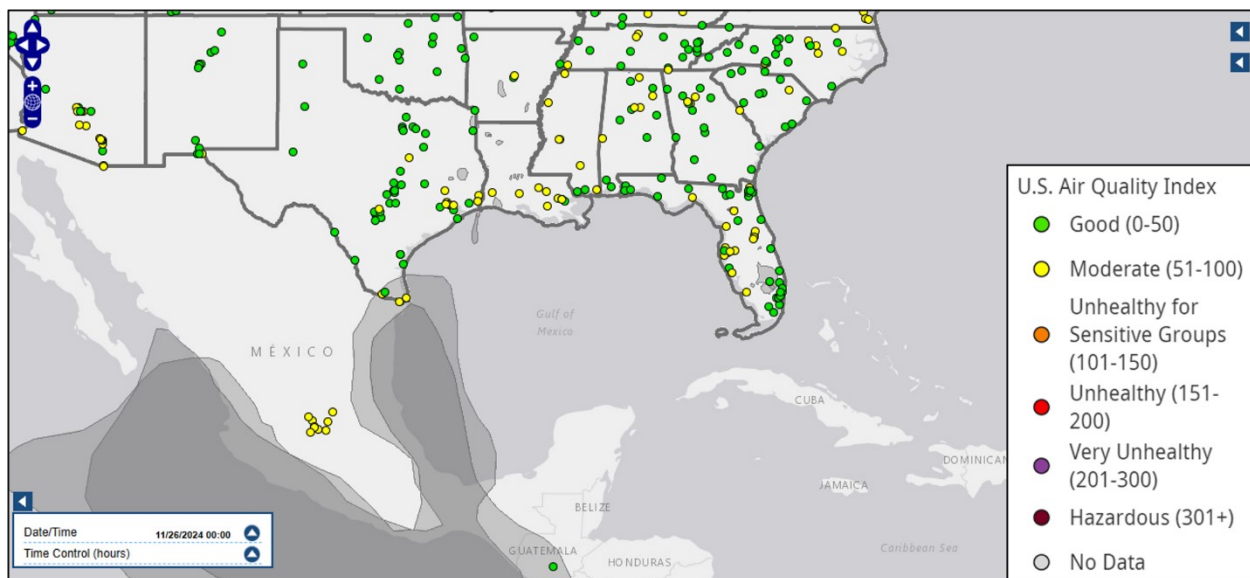 U.S. Air Quality Index
Good (0-50)
Moderate (51-100)
Unhealthy for
Sensitive Groups
(101-150)
Unhealthy (151-
200)
Very Unhealthy
(201-300)
Hazardous (301+)
No Data
Gulf of
Mexico
MÉXICO
CUBA
DOMINICAN
JAMAICA
BELIZE
GUATEMALA
HONDURAS
Caribbean Sea
Date/Time 11/26/2024 00:00
Time Control (hours)